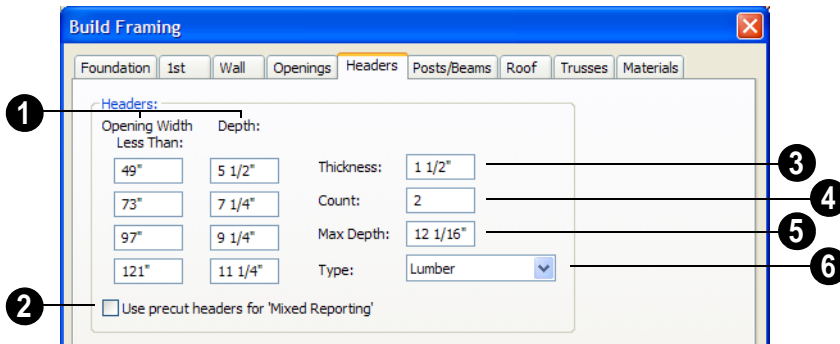 Build Framing
Foundation 1st Wall Openings Headers Posts/Beams Roof Trusses Materials
Headers:
1
Opening Width Depth:
Less Than:
49" 5 1/2" Thickness: 1 1/2" 3
73" 7 1/4" Count: 2 4
97" 9 1/4" Max Depth: 12 1/16" 5
121" 11 1/4" Type: Lumber 6
2 Use precut headers for 'Mixed Reporting'